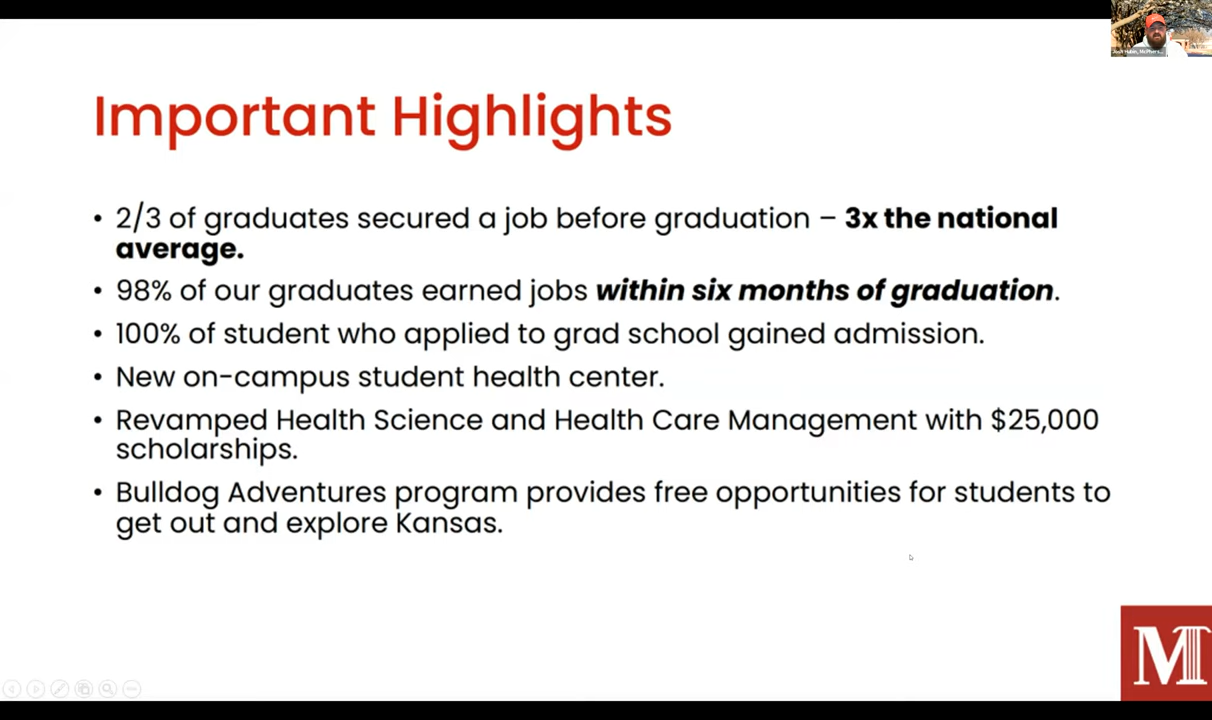 Important Highlights
• 2/3 of graduates secured a job before graduation – 3x the national
average.
• 98% of our graduates earned jobs within six months of graduation.
• 100% of student who applied to grad school gained admission.
• New on-campus student health center.
• Revamped Health Science and Health Care Management with $25,000
scholarships.
• Bulldog Adventures program provides free opportunities for students to
get out and explore Kansas.
M